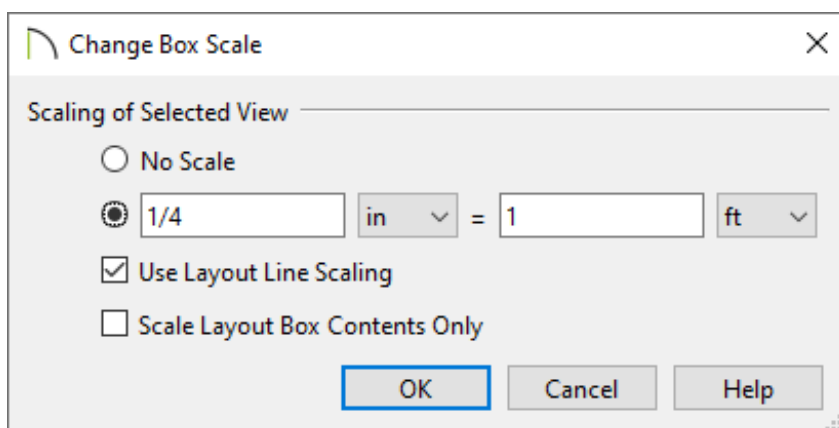 Change Box Scale
Scaling of Selected View
No Scale
1/4 in = 1 ft
Use Layout Line Scaling
Scale Layout Box Contents Only
OK Cancel Help